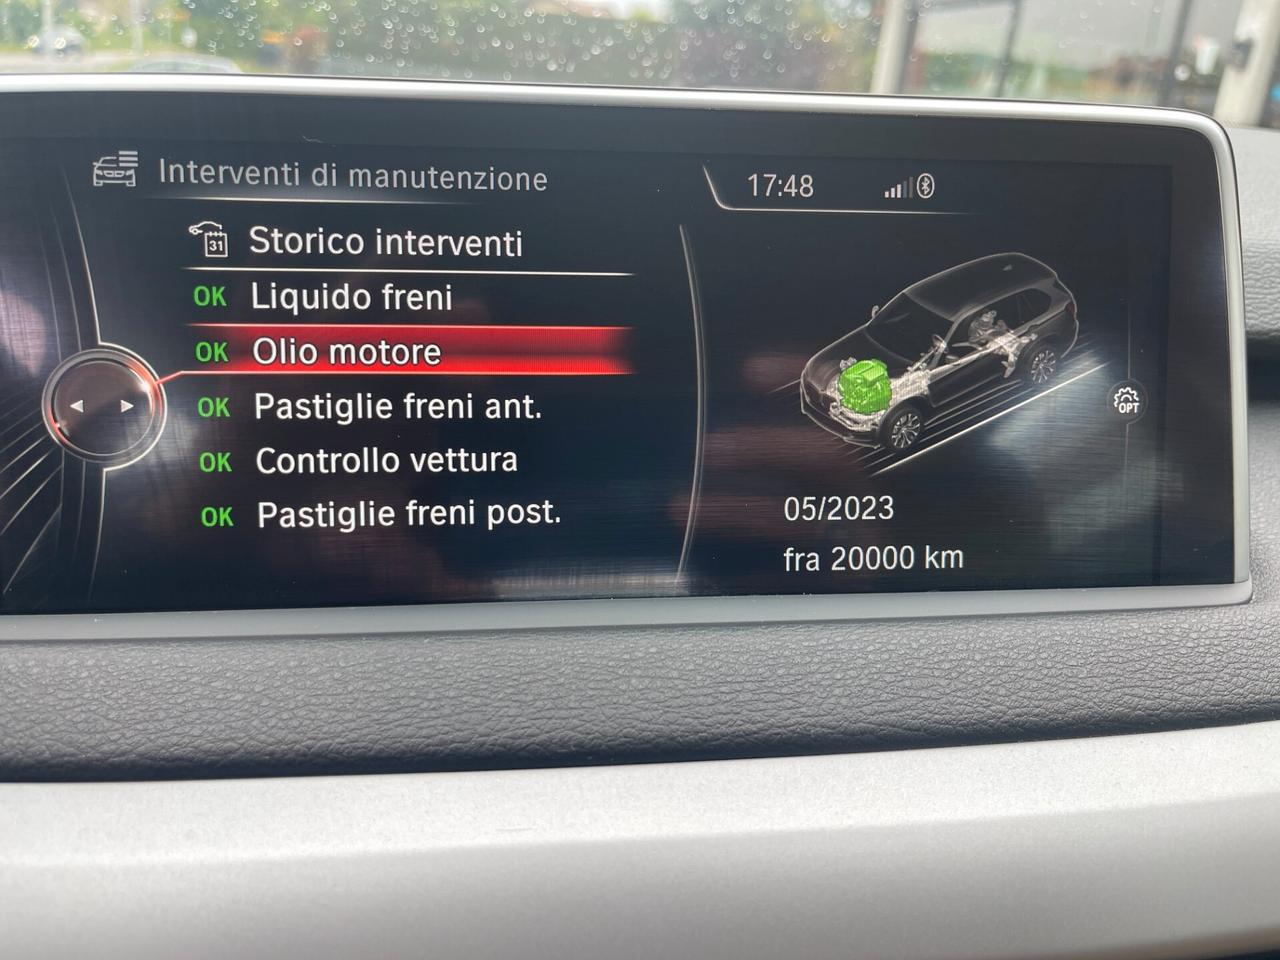 Interventi di manutenzione
17:48
31 Storico interventi
OK Liquido freni
OK Olio motore
OK Pastiglie freni ant.
OK Controllo vettura
OK Pastiglie freni post.
OPT
05/2023
fra 20000 km